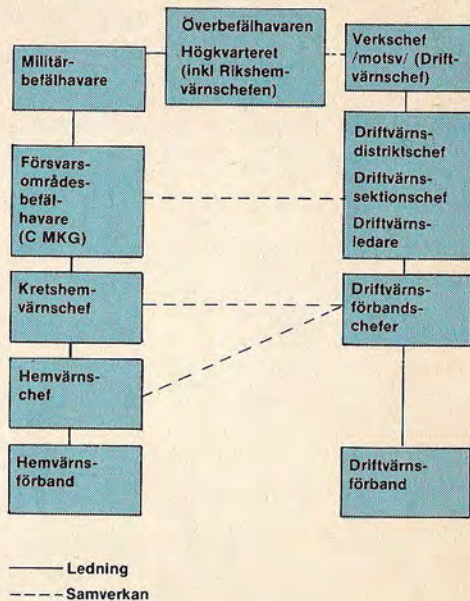 Överbefälhavaren
Högkvarteret
(inkl Rikshem-
värnschefen)
Militär-
befälhavare
Verkschef
/motsv/ (Drift-
värnschef)
Försvars-
områdes-
befäl-
havare
(C MKG)
Driftvärns-
distriktschef
Driftvärns-
sektionschef
Driftvärns-
ledare
Kretshem-
värnschef
Driftvärns-
förbands-
chefer
Hemvärns-
chef
Hemvärns-
förband
Driftvärns-
förband
Ledning
Samverkan